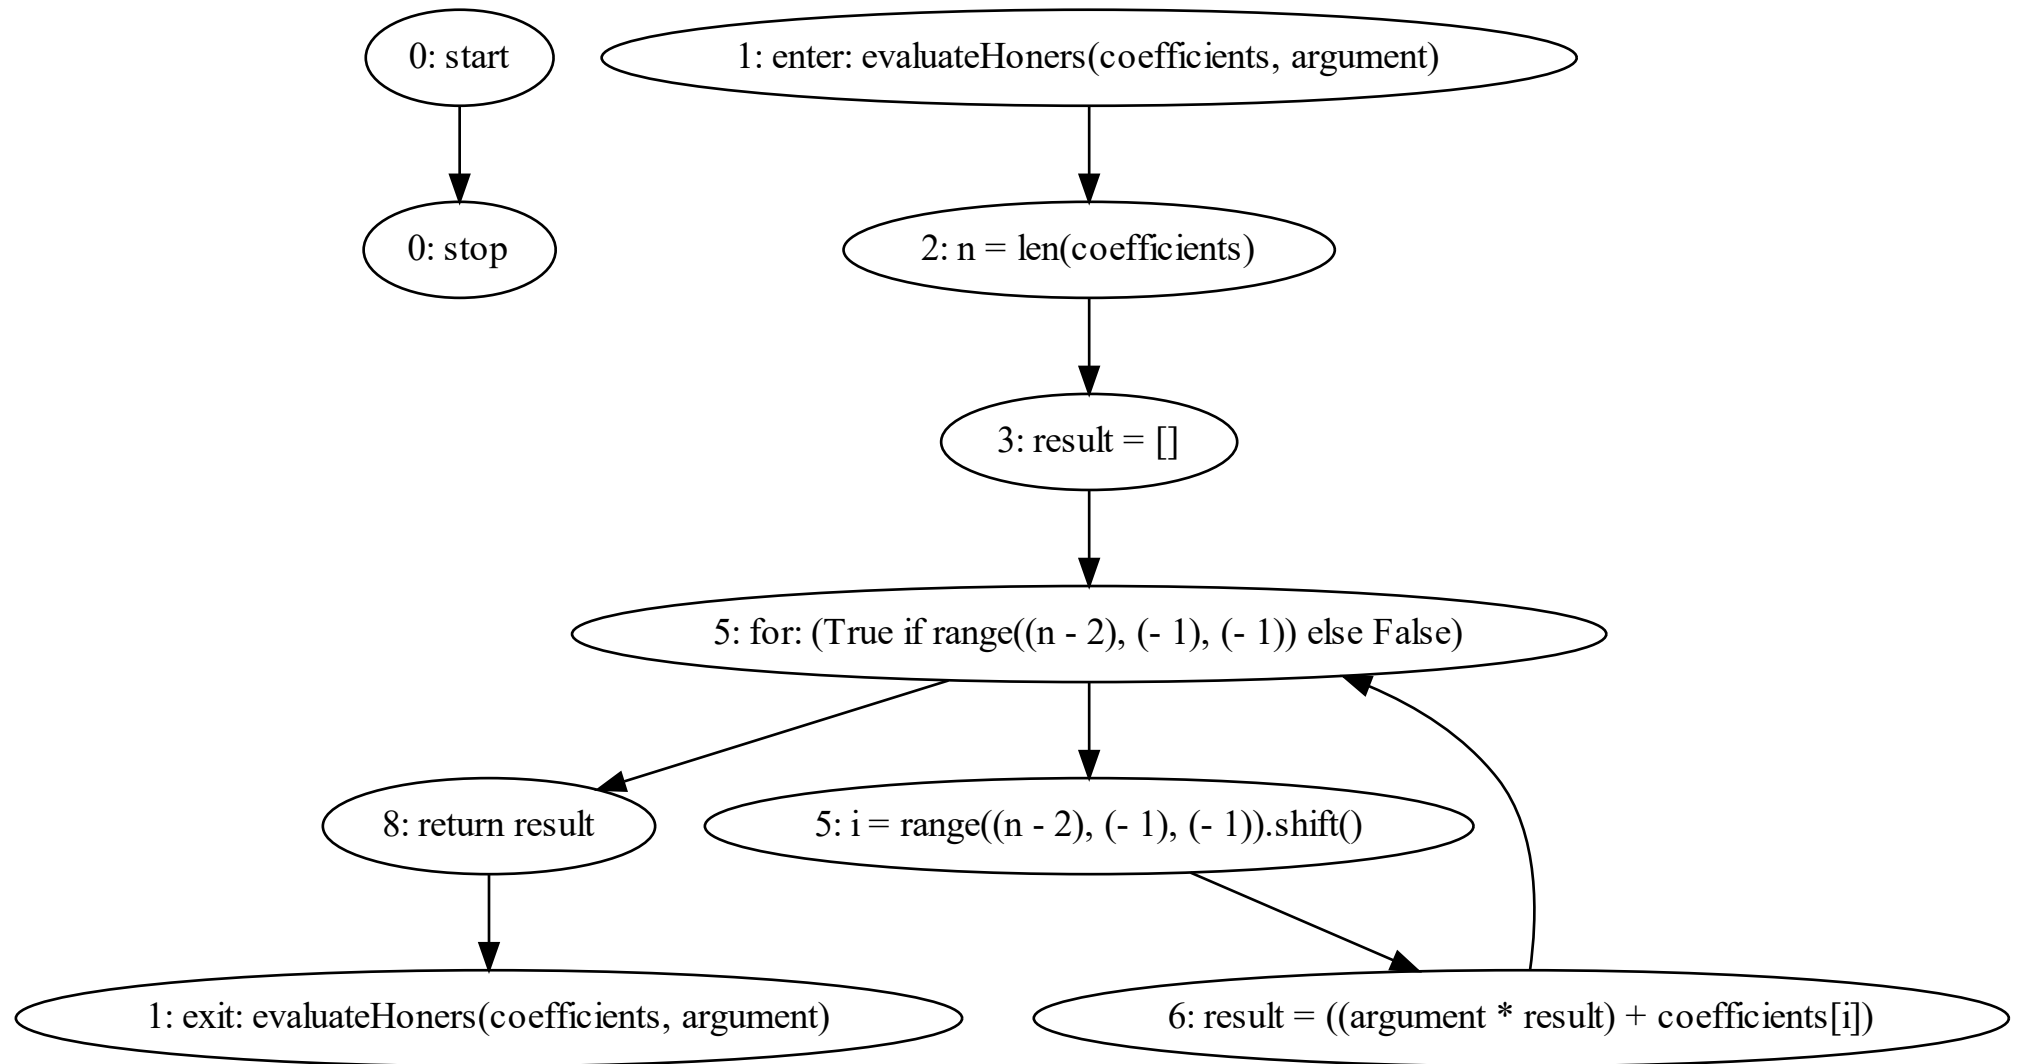 0: start
1: enter: evaluateHoners(coefficients, argument)
0: stop
2: n = len(coefficients)
3: result = []
5: for: (True if range((n - 2), (- 1), (- 1)) else False)
8: return result
5: i = range((n - 2), (- 1), (- 1)).shift()
1: exit: evaluateHoners(coefficients, argument)
6: result = ((argument * result) + coefficients[i])